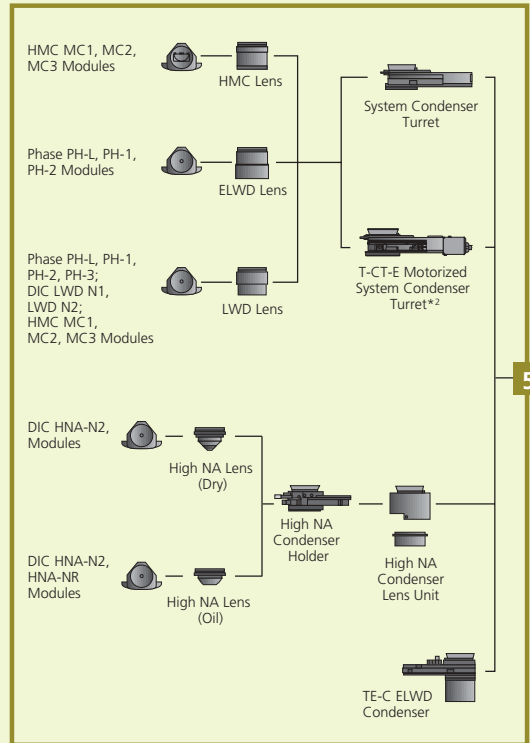 HMC MC1, MC2,
MC3 Modules
HMC Lens
System Condenser
Turret
Phase PH-L, PH-1,
PH-2 Modules
ELWD Lens
T-CT-E Motorized
System Condenser
Turret*2
Phase PH-L, PH-1,
PH-2, PH-3;
DIC LWD N1,
LWD N2;
HMC MC1,
MC2, MC3 Modules
LWD Lens
5
DIC HNA-N2,
Modules
High NA Lens
(Dry)
High NA
Condenser
Holder
High NA
Condenser
Lens Unit
DIC HNA-N2,
HNA-NR
Modules
High NA Lens
(Oil)
TE-C ELWD
Condenser